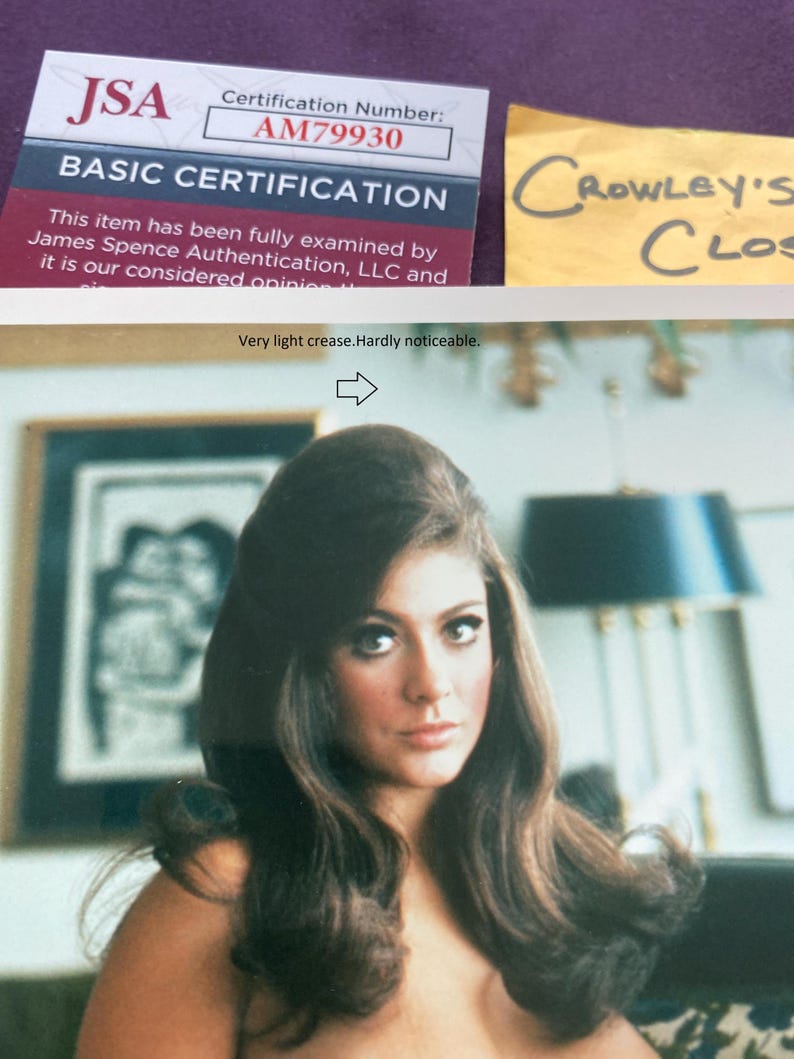 JSA
Certification Number:
AM79930
BASIC CERTIFICATION
This item has been fully examined by
James Spence Authentication, LLC and
it is our considered opinion
CROWLEY'S
CLOS
Very light crease.Hardly noticeable.